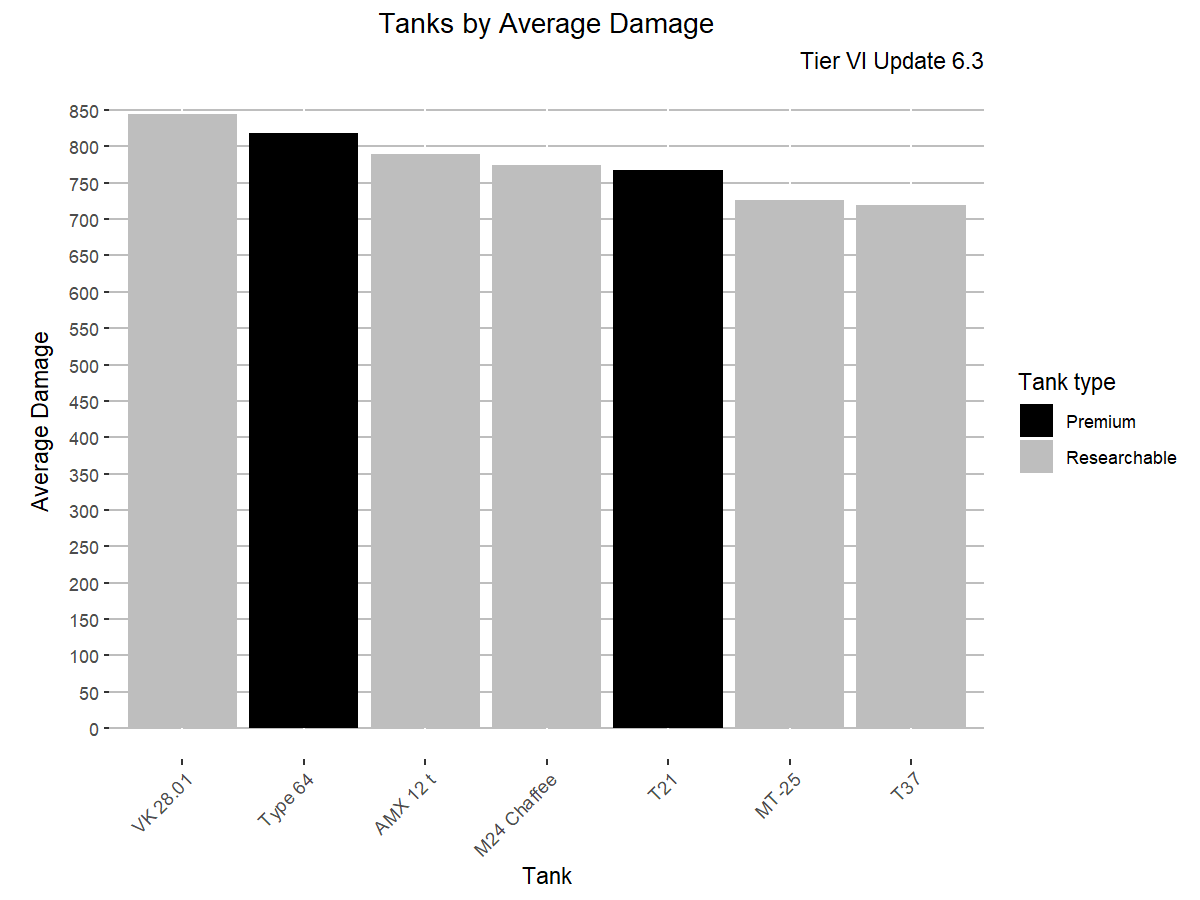 Tanks by Average Damage
Tier VI Update 6.3
Average Damage
850
800
750
700
650
600
550
500
450
400
350
300
250
200
150
100
50
0
VK 28.01
Type 64
AMX 12 t
M24 Chaffee
T21
MT-25
T37
Tank
Tank type
Premium
Researchable